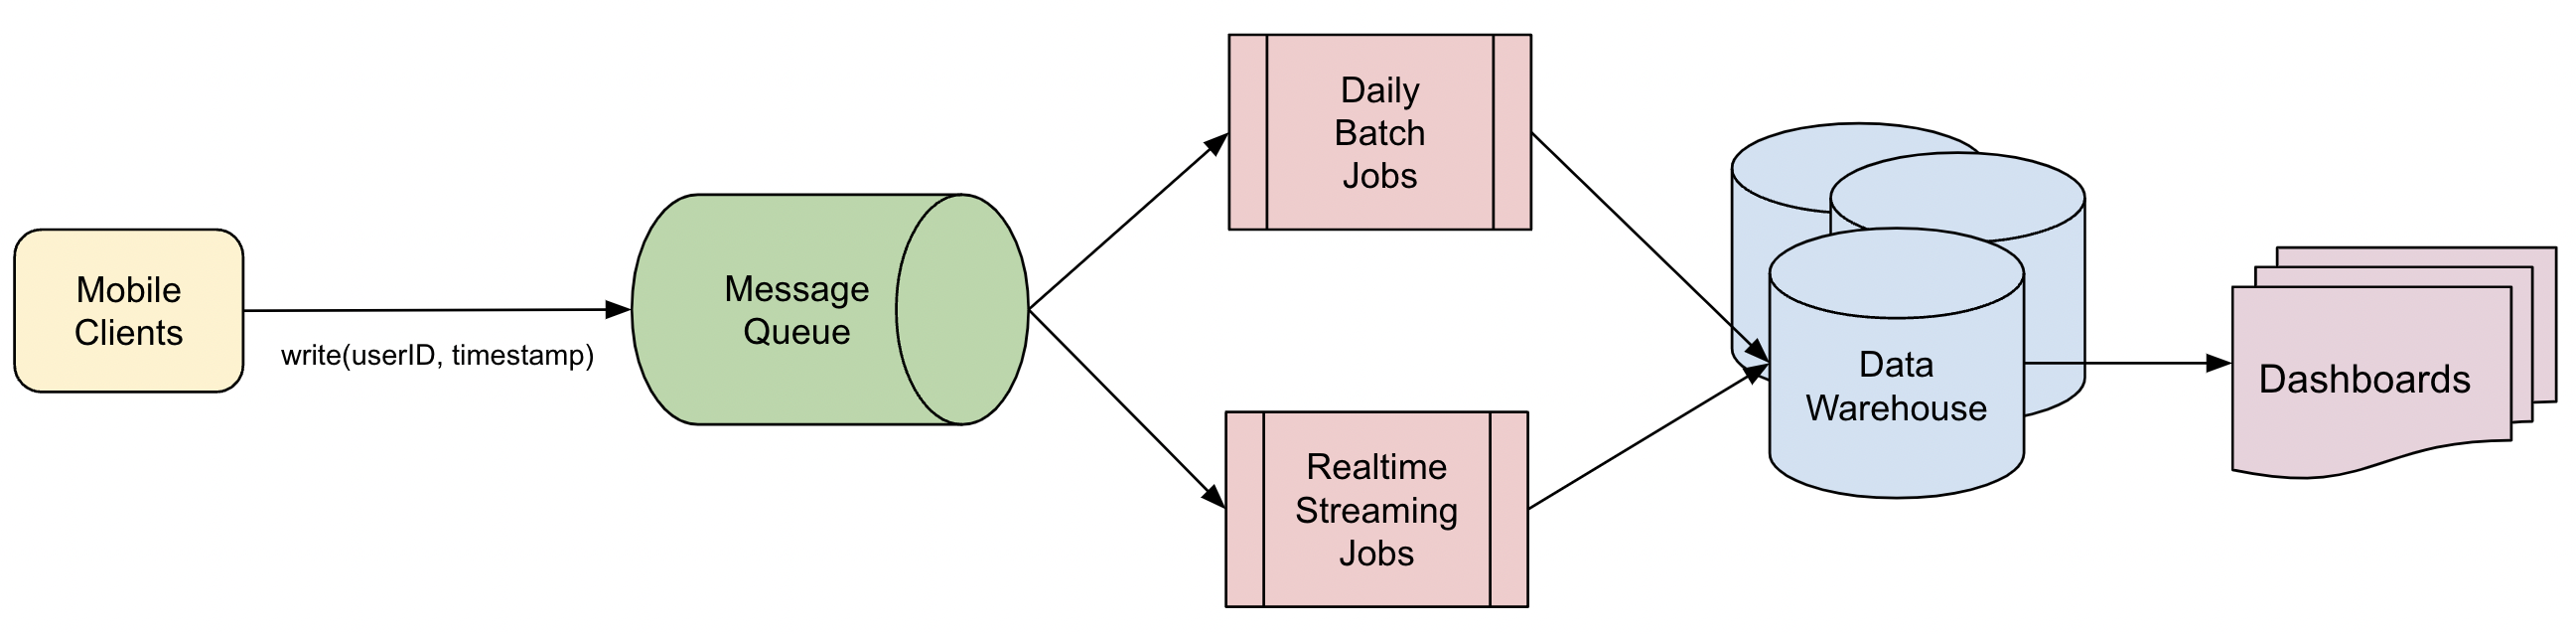 Mobile
Clients
write(userID, timestamp)
Message
Queue
Daily
Batch
Jobs
Realtime
Streaming
Jobs
Data
Warehouse
Dashboards